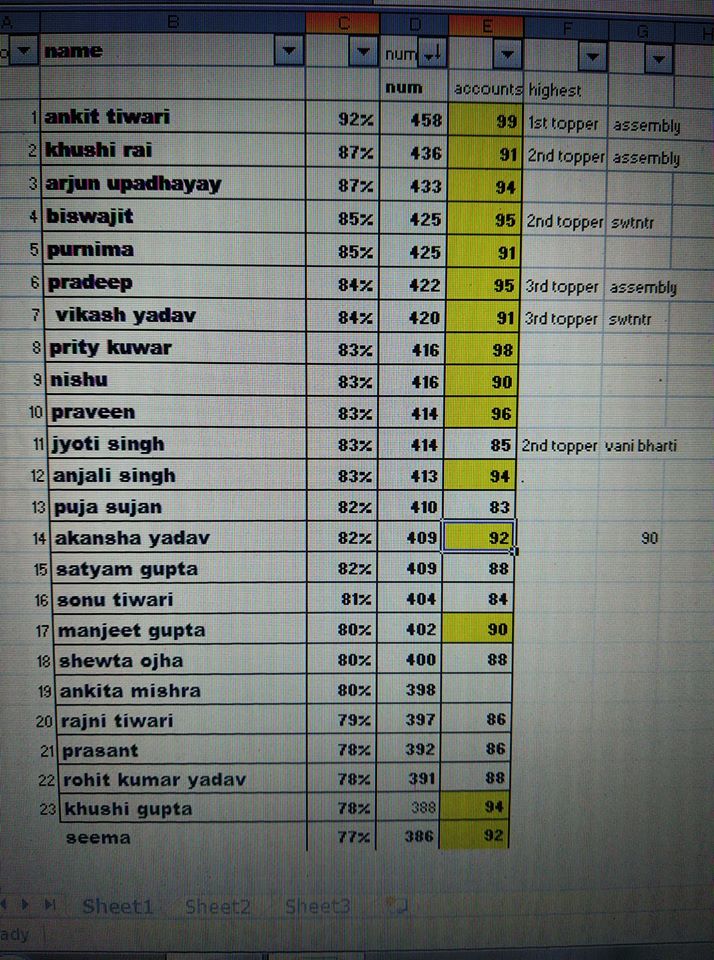 A B C D E F G H
name num
num accounts highest
1 ankit tiwari 92% 458 99 1st topper assembly
2 khushi rai 87% 436 91 2nd topper assembly
3 arjun upadhayay 87% 433 94
4 biswajit 85% 425 95 2nd topper swtntr
5 purnima 85% 425 91
6 pradeep 84% 422 95 3rd topper assembly
7 vikash yadav 84% 420 91 3rd topper swtntr
8 prity kuwar 83% 416 98
9 nishu 83% 416 90
10 praveen 83% 414 96
11 jyoti singh 83% 414 85 2nd topper vani bharti
12 anjali singh 83% 413 94 .
13 puja sujan 82% 410 83
14 akansha yadav 82% 409 92 90
15 satyam gupta 82% 409 88
16 sonu tiwari 81% 404 84
17 manjeet gupta 80% 402 90
18 shewta ojha 80% 400 88
19 ankita mishra 80% 398
20 rajni tiwari 79% 397 86
21 prasant 78% 392 86
22 rohit kumar yadav 78% 391 88
23 khushi gupta 78% 388 94
seema 77% 386 92
Sheet1 Sheet2 Sheet3
ady